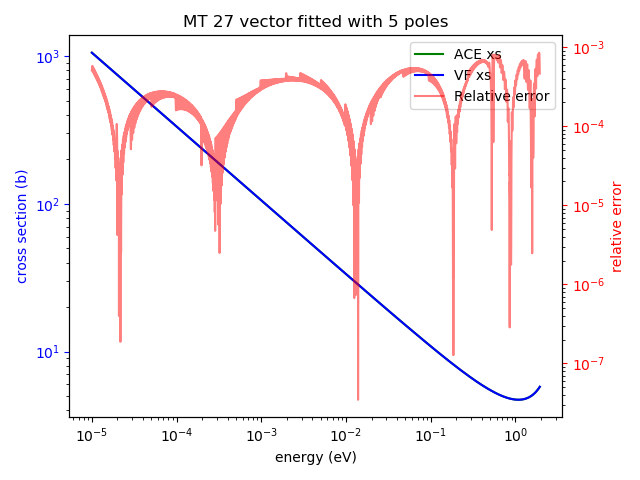 MT 27 vector fitted with 5 poles
ACE xs
VF xs
Relative error
cross section (b)
10³
10²
10¹
relative error
10⁻³
10⁻⁴
10⁻⁵
10⁻⁶
10⁻⁷
10⁻⁵ 10⁻⁴ 10⁻³ 10⁻² 10⁻¹ 10⁰
energy (eV)